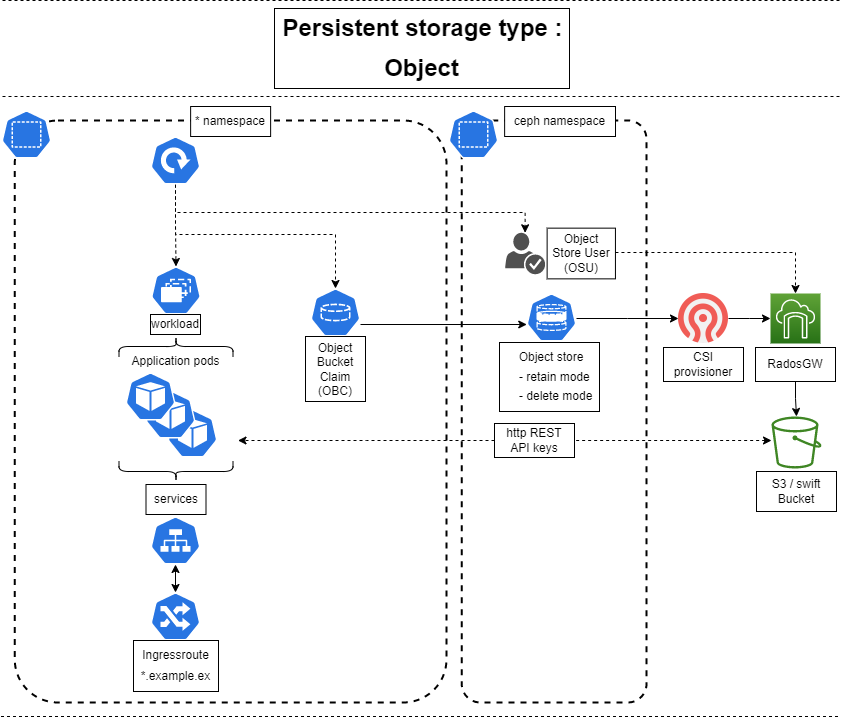 Persistent storage type :
Object
* namespace
ceph namespace
Object
Store User
(OSU)
workload
Application pods
Object
Bucket
Claim
(OBC)
Object store
- retain mode
- delete mode
CSI
provisioner
RadosGW
http REST
API keys
S3 / swift
Bucket
services
Ingressroute
*.example.ex